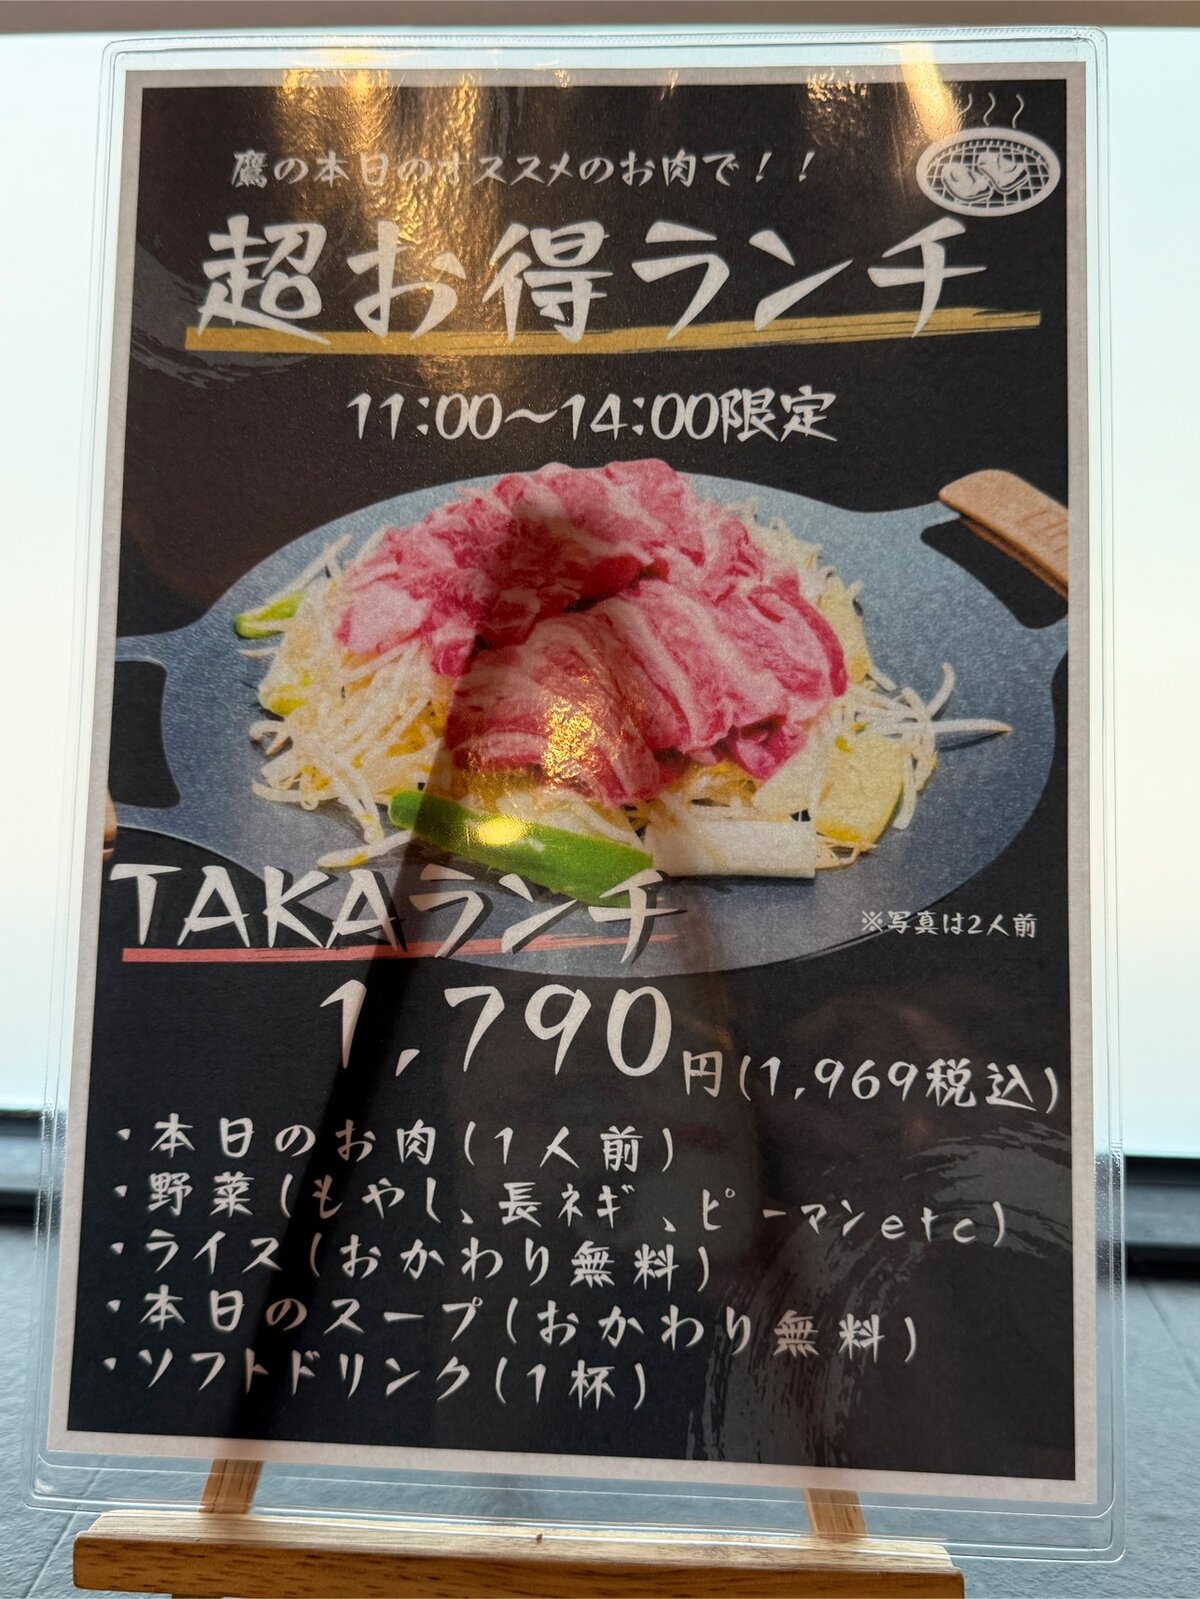 鷹の本日のオススメのお肉で！！
超お得ランチ
11:00〜14:00限定
TAKAランチ
※写真は2人前
1,790円(1,969税込)
・本日のお肉(1人前)
・野菜(もやし、長ネギ、ピーマンetc)
・ライス(おかわり無料)
・本日のスープ(おかわり無料)
・ソフトドリンク(1杯)